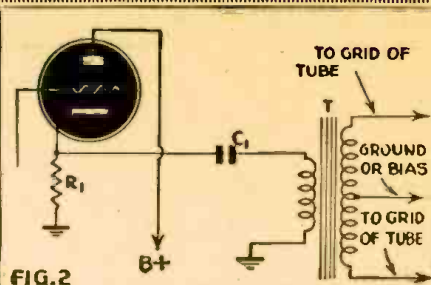 TO GRID OF
TUBE
T
C1
GROUND
OR BIAS
R1
TO GRID
OF TUBE
B+
FIG.2